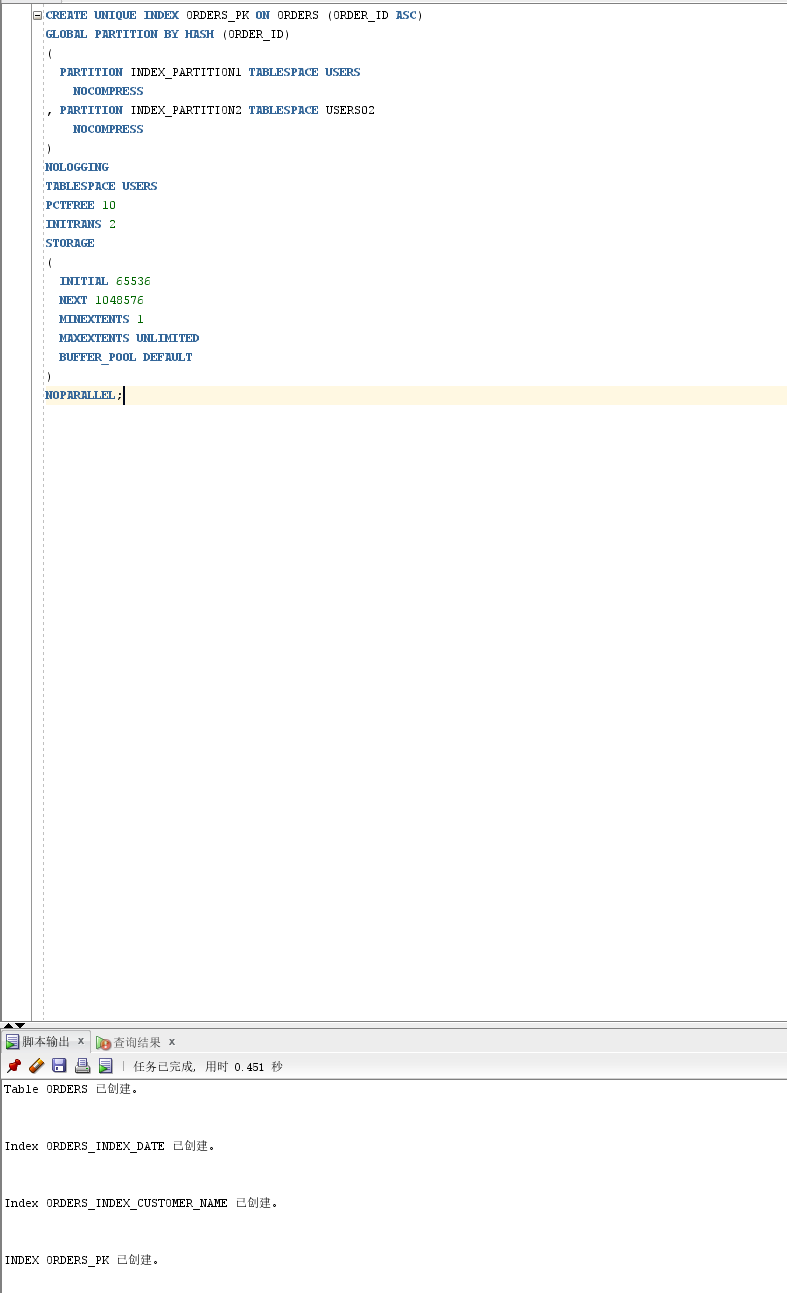 CREATE UNIQUE INDEX ORDERS_PK ON ORDERS (ORDER_ID ASC)
GLOBAL PARTITION BY HASH (ORDER_ID)
(
  PARTITION INDEX_PARTITION1 TABLESPACE USERS
    NOCOMPRESS
, PARTITION INDEX_PARTITION2 TABLESPACE USERS02
    NOCOMPRESS
)
NOLOGGING
TABLESPACE USERS
PCTFREE 10
INITRANS 2
STORAGE
(
  INITIAL 65536
  NEXT 1048576
  MINEXTENTS 1
  MAXEXTENTS UNLIMITED
  BUFFER_POOL DEFAULT
)
NOPARALLEL;
脚本输出 x 查询结果 x
任务已完成, 用时 0.451 秒
Table ORDERS 已创建。
Index ORDERS_INDEX_DATE 已创建。
Index ORDERS_INDEX_CUSTOMER_NAME 已创建。
INDEX ORDERS_PK 已创建。